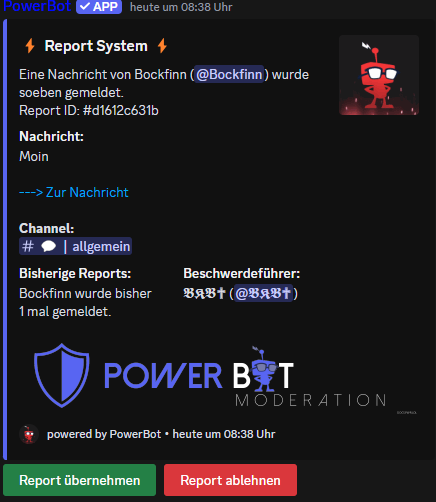 PowerBot ✓ APP heute um 08:38 Uhr
⚡ Report System ⚡
Eine Nachricht von Bockfinn (@Bockfinn) wurde
soeben gemeldet.
Report ID: #d1612c631b
Nachricht:
Moin
---> Zur Nachricht
Channel:
# 💬 | allgemein
Bisherige Reports:
Bockfinn wurde bisher
1 mal gemeldet.
Beschwerdeführer:
𝕭𝕶𝕭✝ (@𝕭𝕶𝕭✝)
POWER BOT
MODERATION
powered by PowerBot • heute um 08:38 Uhr
Report übernehmen
Report ablehnen